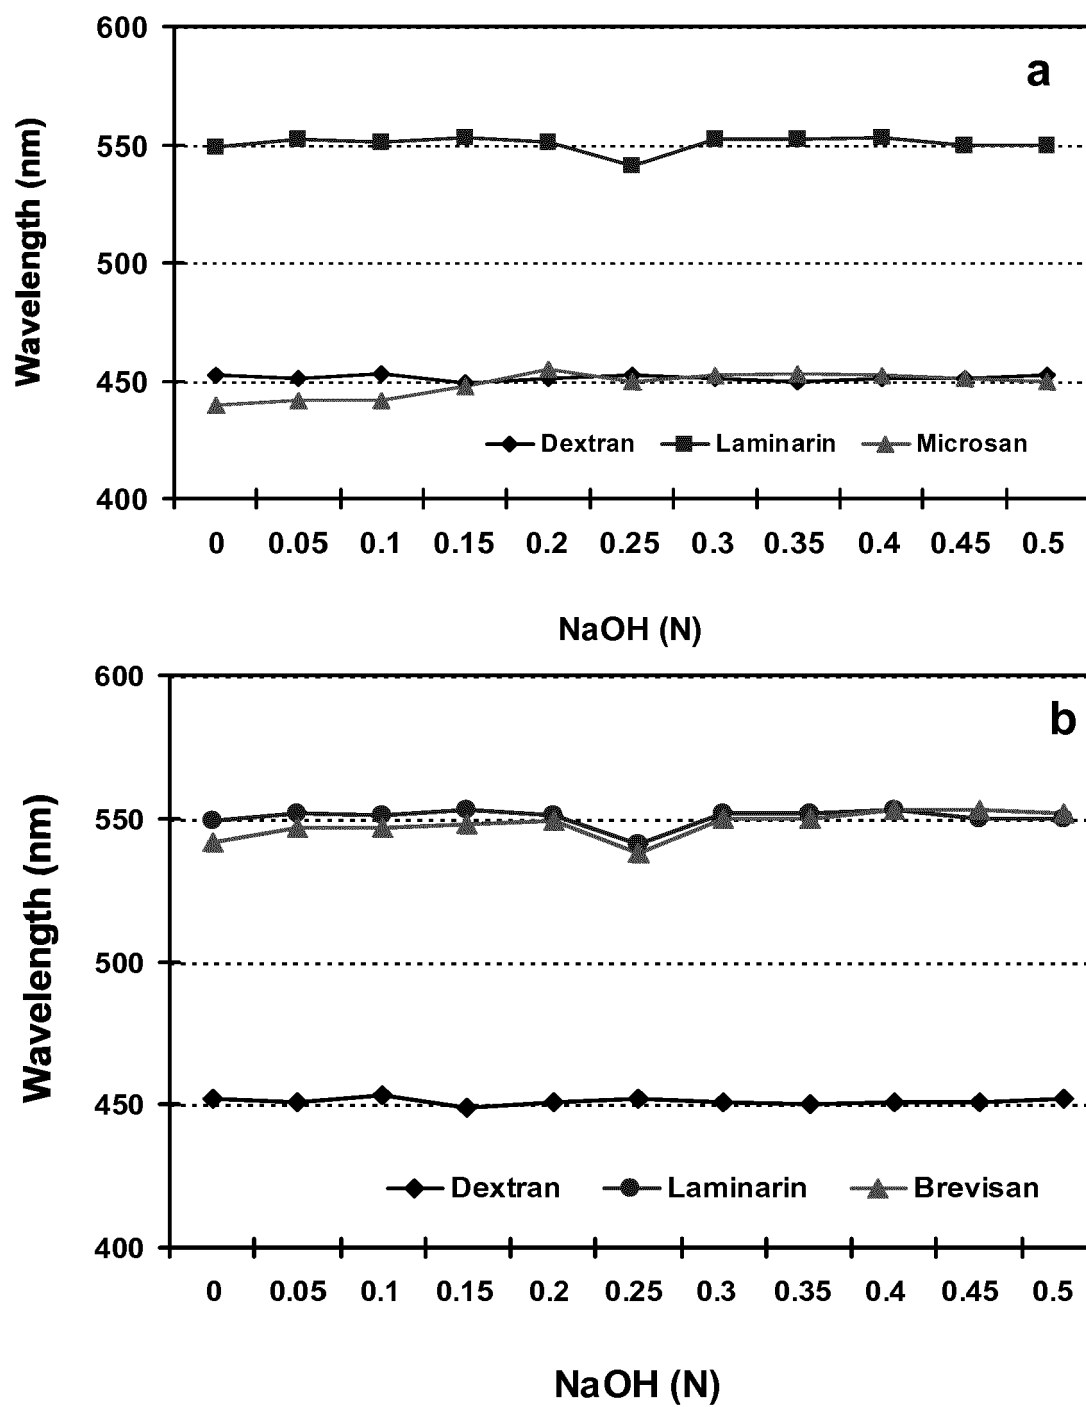 600
a
550
500
450
Dextran Laminarin Microsan
400
0 0.05 0.1 0.15 0.2 0.25 0.3 0.35 0.4 0.45 0.5
Wavelength (nm)
NaOH (N)
600
b
550
500
450
Dextran Laminarin Brevisan
400
0 0.05 0.1 0.15 0.2 0.25 0.3 0.35 0.4 0.45 0.5
Wavelength (nm)
NaOH (N)